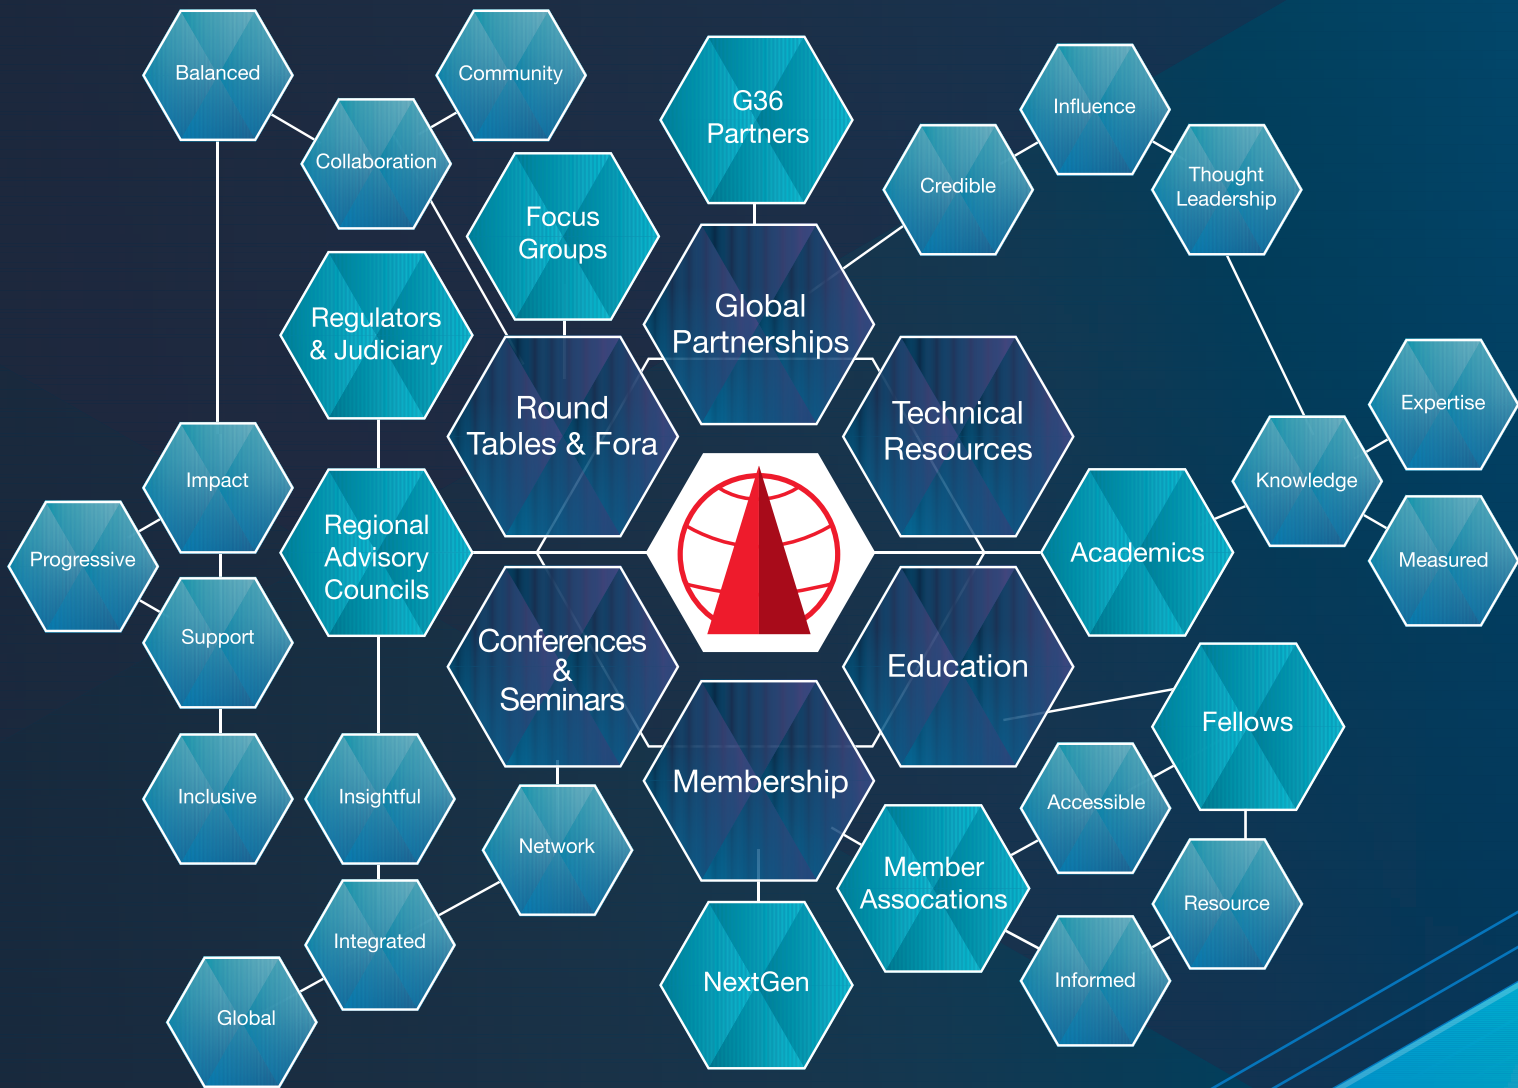 Balanced
Community
Collaboration
G36
Partners
Influence
Credible
Thought
Leadership
Focus
Groups
Regulators
& Judiciary
Global
Partnerships
Round
Tables & Fora
Technical
Resources
Expertise
Knowledge
Measured
Impact
Progressive
Support
Inclusive
Regional
Advisory
Councils
Academics
Conferences
&
Seminars
Education
Fellows
Membership
Insightful
Accessible
Network
Member
Assocations
Resource
Integrated
Informed
NextGen
Global